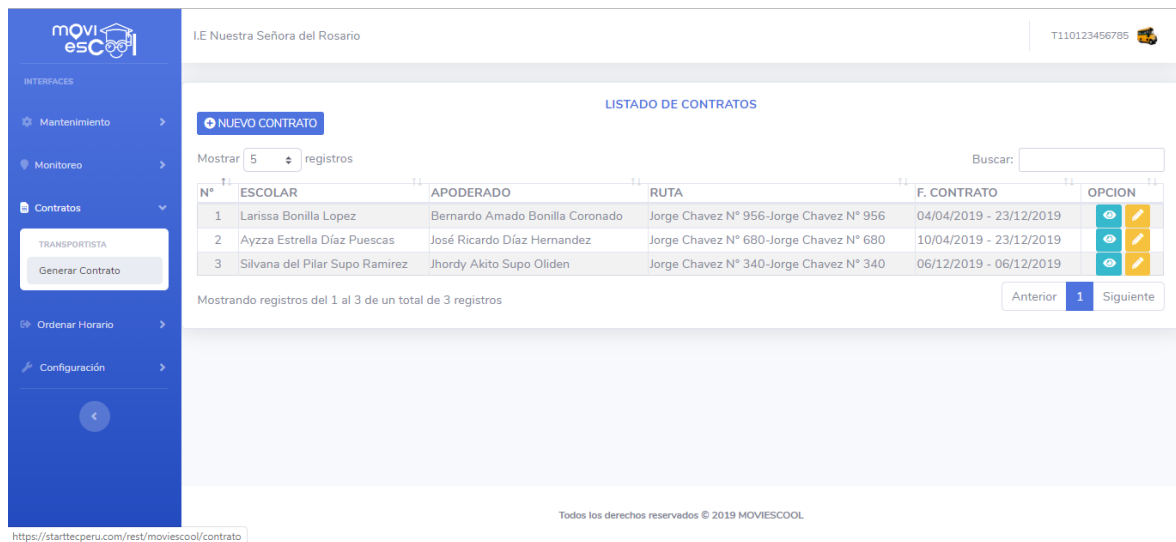 movi
escool
I.E Nuestra Señora del Rosario
T110123456785
INTERFACES
Mantenimiento
Monitoreo
Contratos
TRANSPORTISTA
Generar Contrato
Ordenar Horario
Configuración
LISTADO DE CONTRATOS
NUEVO CONTRATO
Mostrar 5 registros
Buscar:
N° ESCOLAR APODERADO RUTA F. CONTRATO OPCION
1 Larissa Bonilla Lopez Bernardo Amado Bonilla Coronado Jorge Chavez N° 956-Jorge Chavez N° 956 04/04/2019 - 23/12/2019
2 Ayzza Estrella Díaz Puescas José Ricardo Díaz Hernandez Jorge Chavez N° 680-Jorge Chavez N° 680 10/04/2019 - 23/12/2019
3 Silvana del Pilar Supo Ramirez Jhordy Akito Supo Oliden Jorge Chavez N° 340-Jorge Chavez N° 340 06/12/2019 - 06/12/2019
Mostrando registros del 1 al 3 de un total de 3 registros
Anterior 1 Siguiente
Todos los derechos reservados © 2019 MOVIESCOOL
https://starttecperu.com/rest/moviescool/contrato